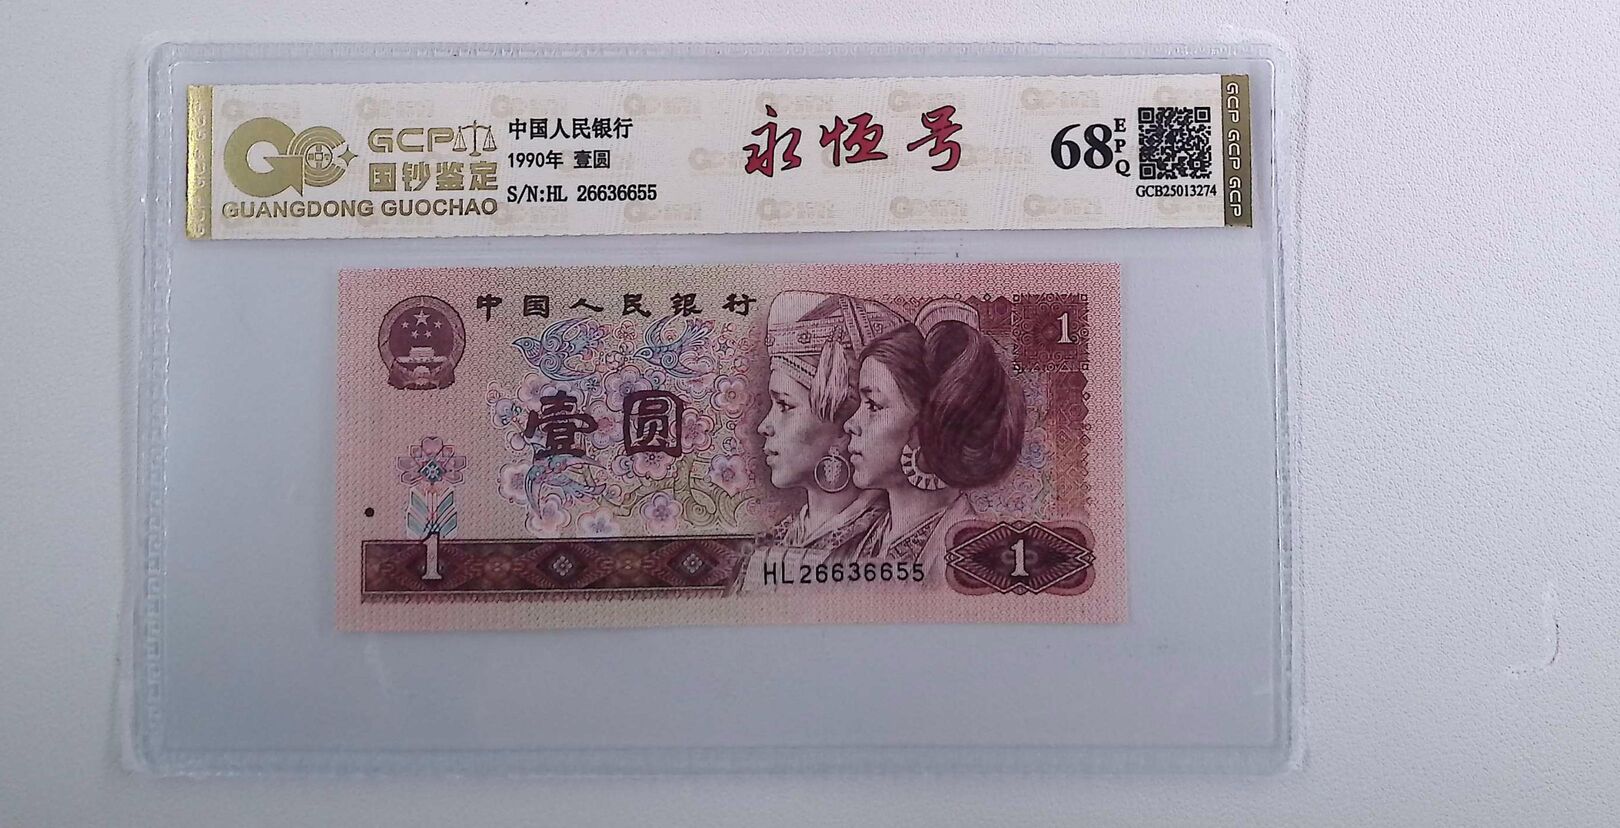 GCP
国钞鉴定
GUANGDONG GUOCHAO
中国人民银行
1990年 壹圆
S/N:HL 26636655
永恒号
68
EPQ
GCB25013274
GCP GCP GCP
中国人民银行
1
壹圆
1
HL26636655
1